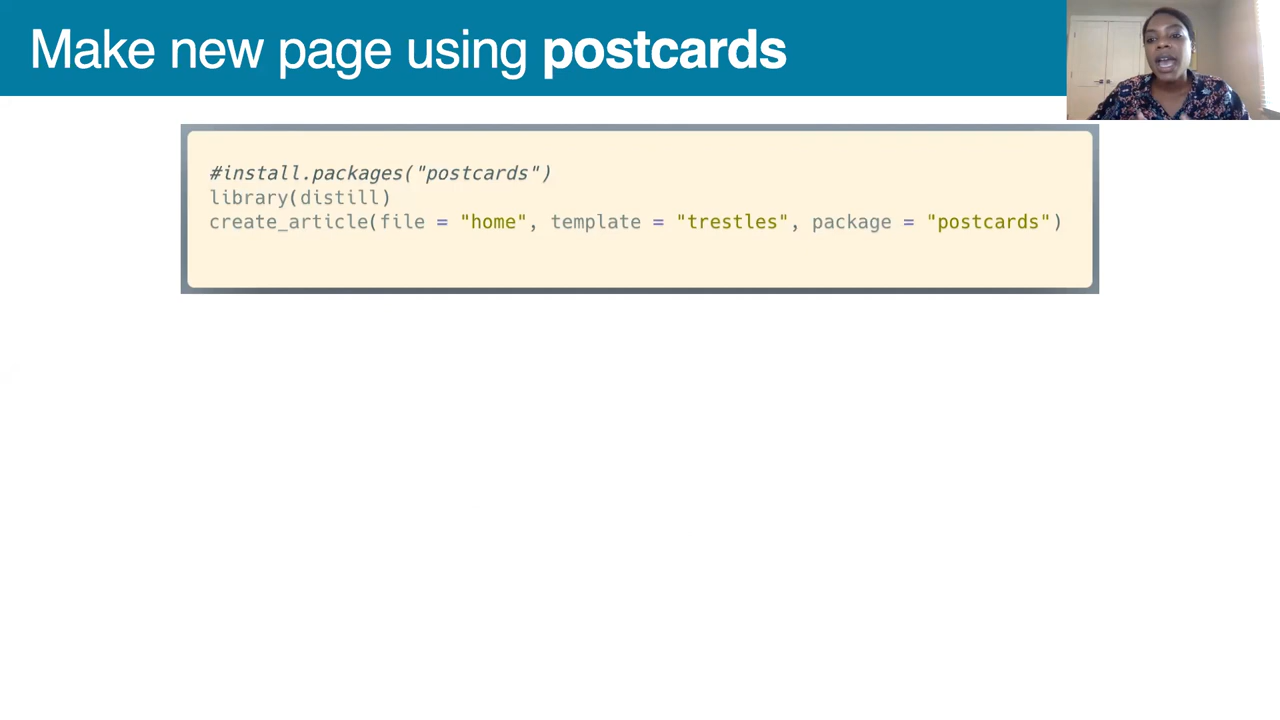 Make new page using postcards
#install.packages("postcards")
library(distill)
create_article(file = "home", template = "trestles", package = "postcards")